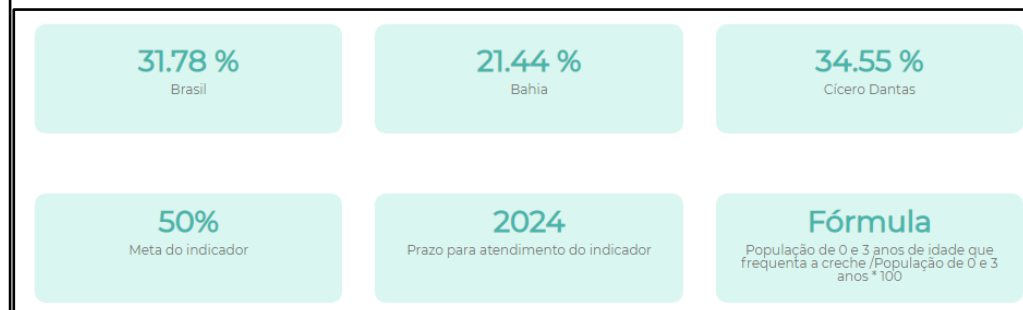 31.78 %
Brasil
21.44 %
Bahia
34.55 %
Cícero Dantas
50%
Meta do indicador
2024
Prazo para atendimento do indicador
Fórmula
População de 0 e 3 anos de idade que
frequenta a creche /População de 0 e 3
anos * 100